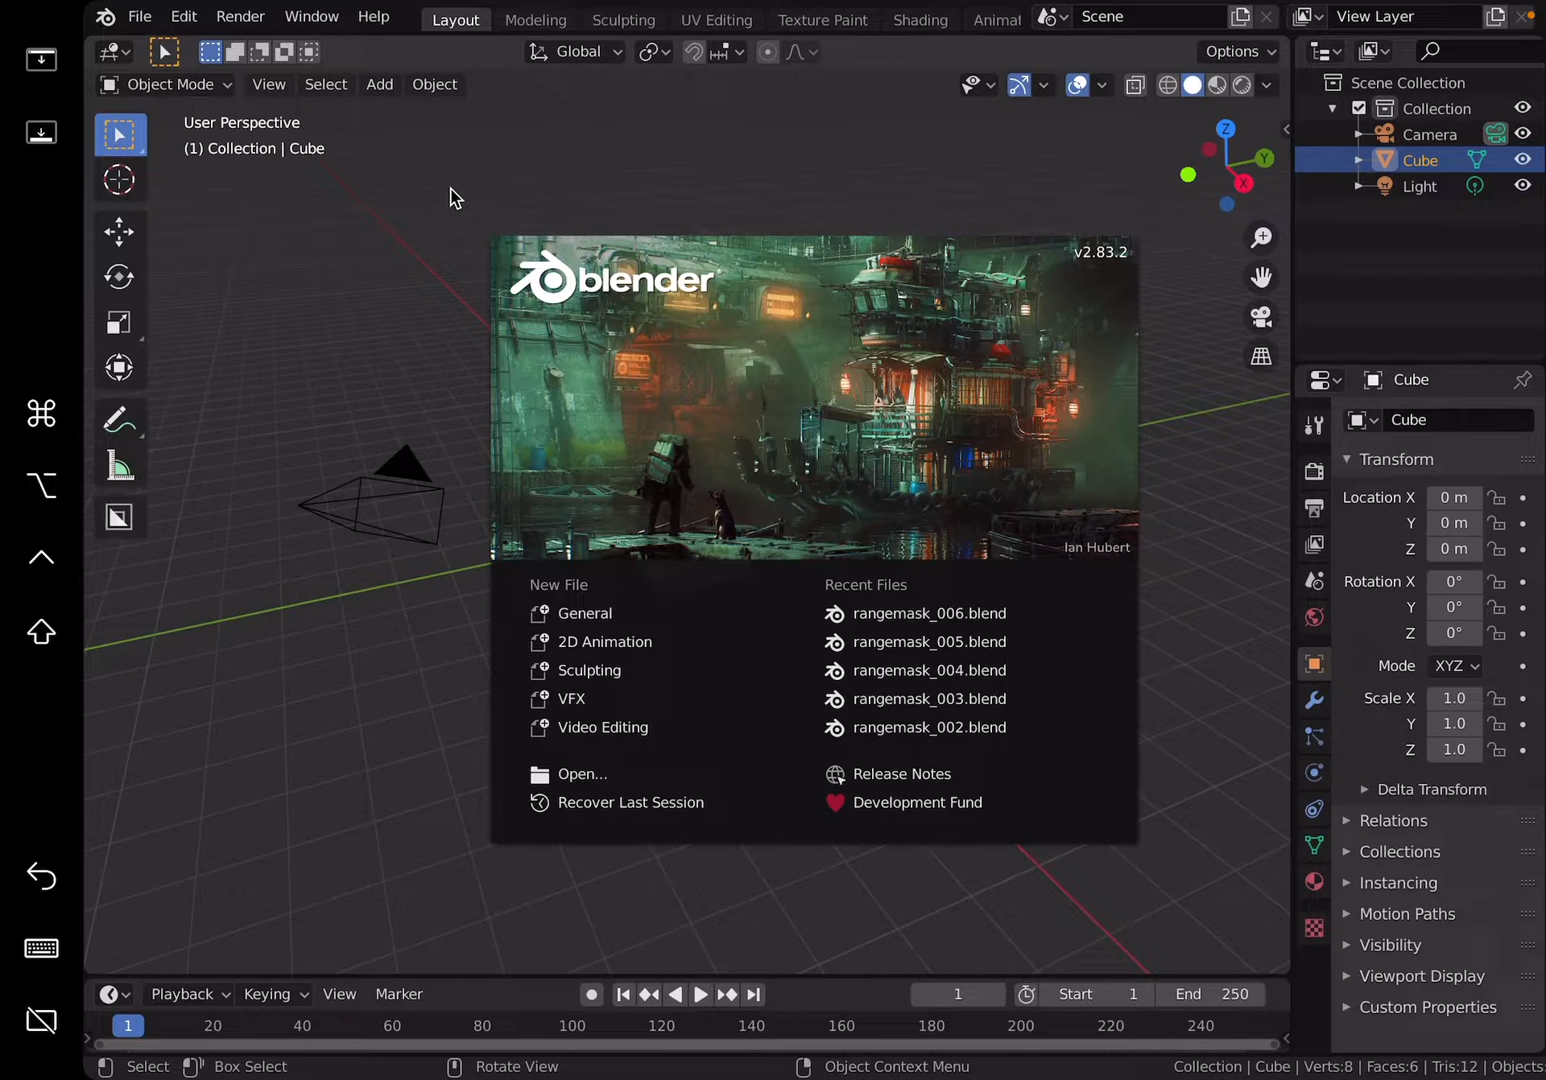 File Edit Render Window Help Layout Modeling Sculpting UV Editing Texture Paint Shading Animat Scene View Layer
Global Options
Object Mode View Select Add Object
User Perspective
(1) Collection | Cube
Z
Y
X
Scene Collection
Collection
Camera
Cube
Light
blender
v2.83.2
Ian Hubert
New File
General
2D Animation
Sculpting
VFX
Video Editing
Open...
Recover Last Session
Recent Files
rangemask_006.blend
rangemask_005.blend
rangemask_004.blend
rangemask_003.blend
rangemask_002.blend
Release Notes
Development Fund
Cube
Cube
Transform
Location X 0 m
Y 0 m
Z 0 m
Rotation X 0°
Y 0°
Z 0°
Mode XYZ
Scale X 1.0
Y 1.0
Z 1.0
Delta Transform
Relations
Collections
Instancing
Motion Paths
Visibility
Viewport Display
Custom Properties
Playback Keying View Marker 1 Start 1 End 250
1 20 40 60 80 100 120 140 160 180 200 220 240
Select Box Select Rotate View Object Context Menu Collection | Cube | Verts:8 | Faces:6 | Tris:12 | Objects: